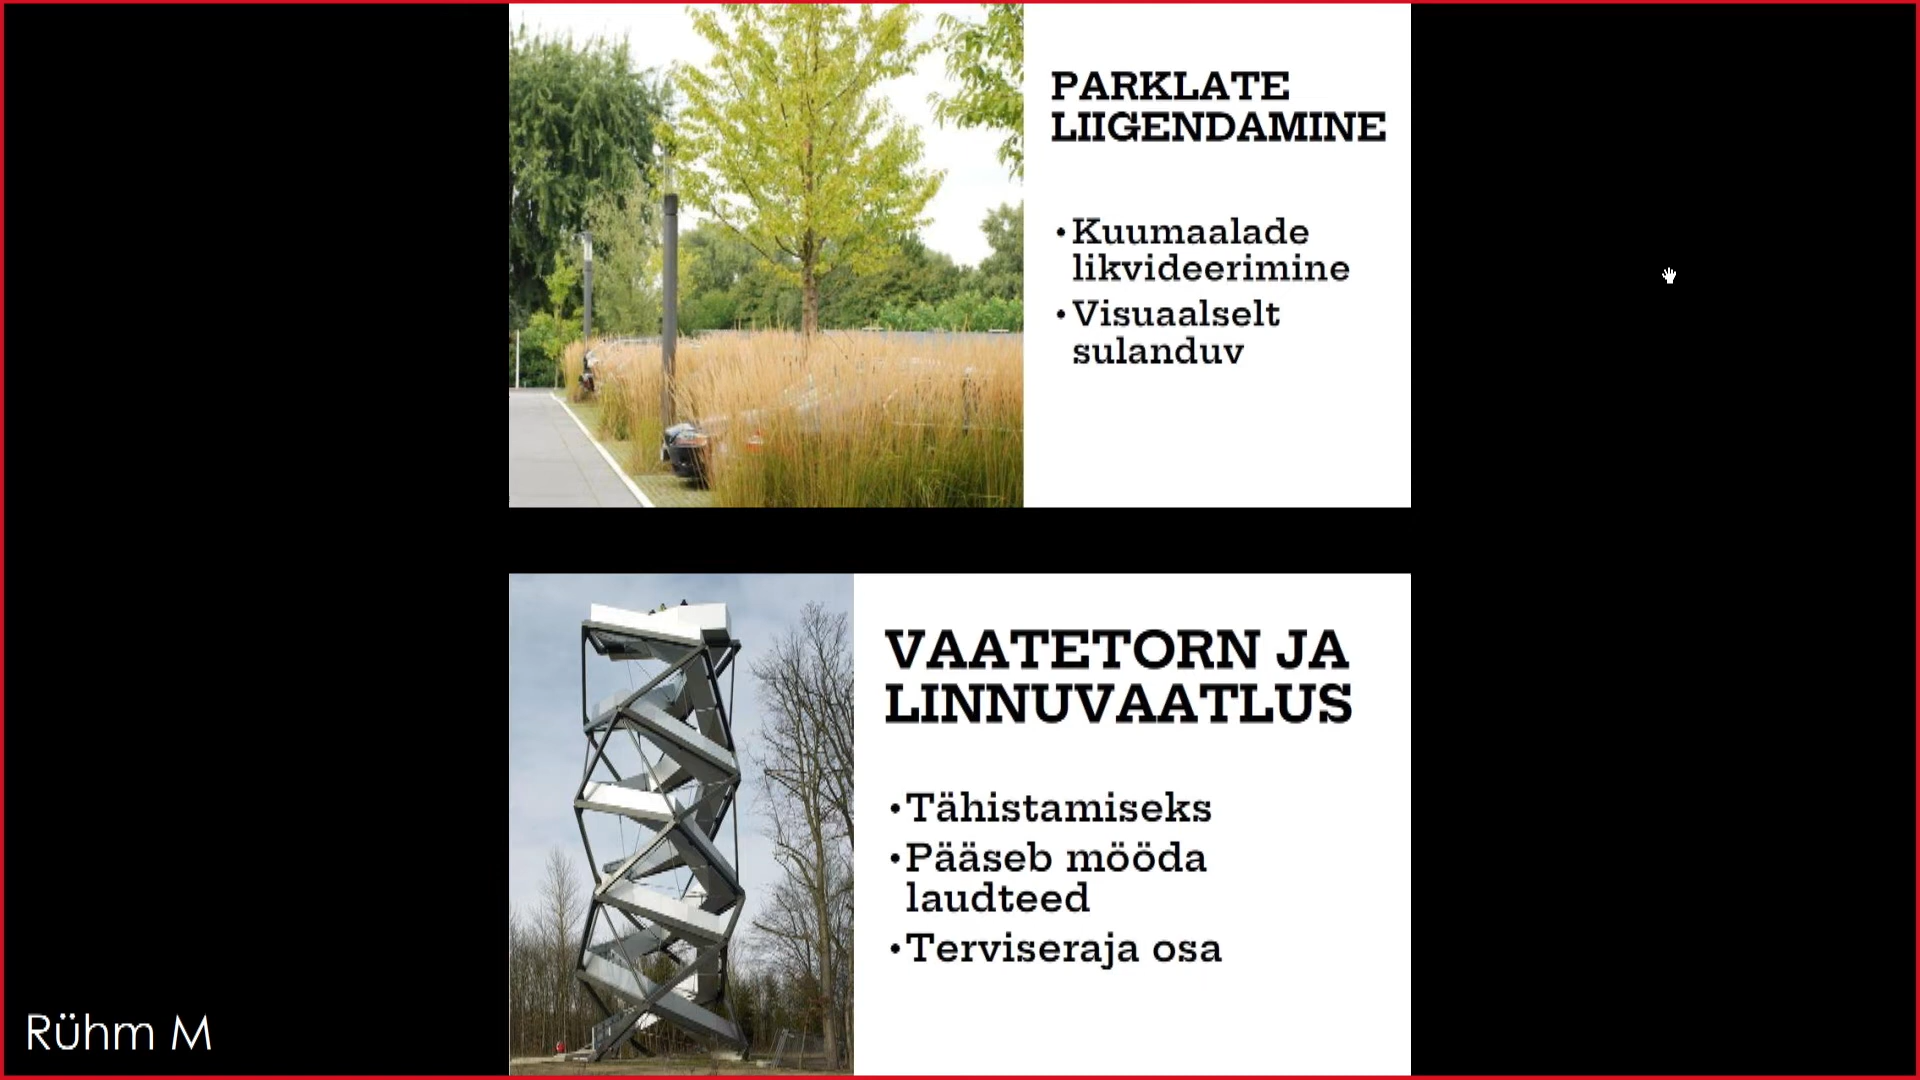 PARKLATE
LIIGENDAMINE
•Kuumaalade
likvideerimine
•Visuaalselt
sulanduv
VAATETORN JA
LINNUVAATLUS
•Tähistamiseks
•Pääseb mööda
laudteed
•Terviseraja osa
Rühm M